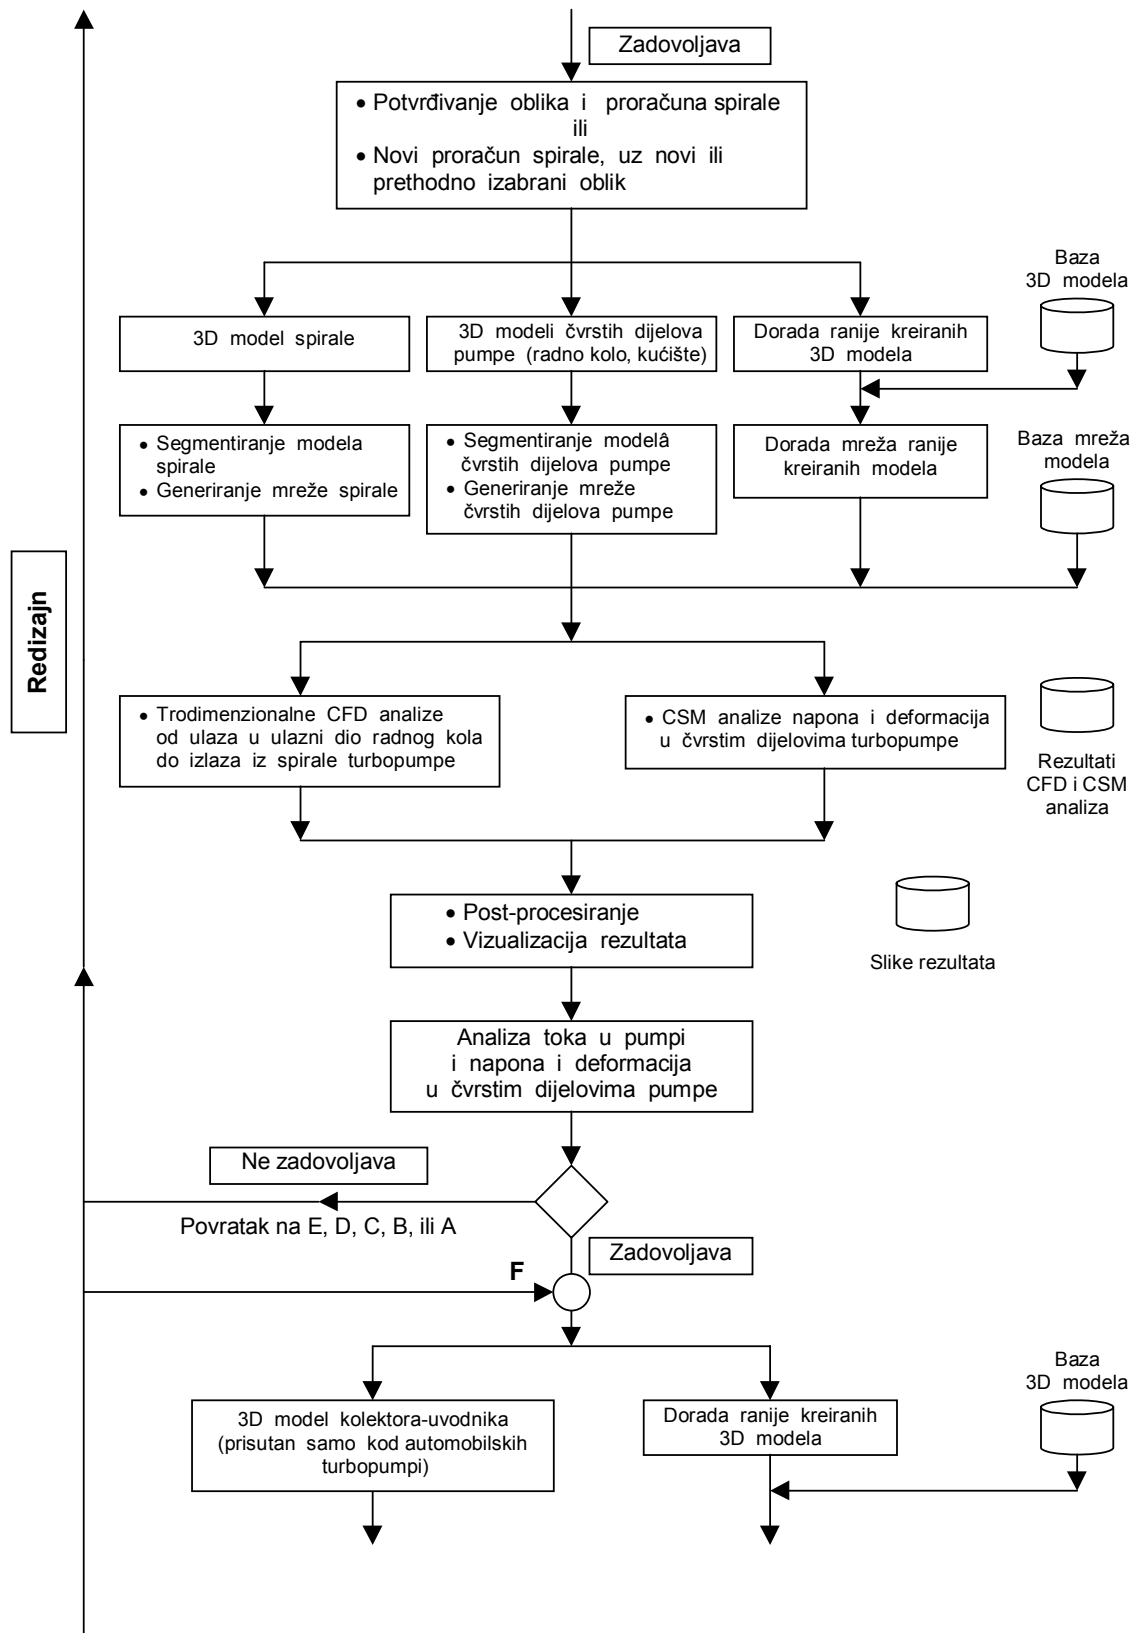 Zadovoljava
• Potvrđivanje oblika i proračuna spirale
ili
• Novi proračun spirale, uz novi ili
prethodno izabrani oblik
Baza
3D modela
3D model spirale
3D modeli čvrstih dijelova
pumpe (radno kolo, kućište)
Dorada ranije kreiranih
3D modela
• Segmentiranje modela
spirale
• Generiranje mreže spirale
• Segmentiranje modelâ
čvrstih dijelova pumpe
• Generiranje mreže
čvrstih dijelova pumpe
Dorada mreža ranije
kreiranih modela
Baza mreža
modela
Redizajn
• Trodimenzionalne CFD analize
od ulaza u ulazni dio radnog kola
do izlaza iz spirale turbopumpe
• CSM analize napona i deformacija
u čvrstim dijelovima turbopumpe
Rezultati
CFD i CSM
analiza
• Post-procesiranje
• Vizualizacija rezultata
Slike rezultata
Analiza toka u pumpi
i napona i deformacija
u čvrstim dijelovima pumpe
Ne zadovoljava
Povratak na E, D, C, B, ili A
Zadovoljava
F
Baza
3D modela
3D model kolektora-uvodnika
(prisutan samo kod automobilskih
turbopumpi)
Dorada ranije kreiranih
3D modela